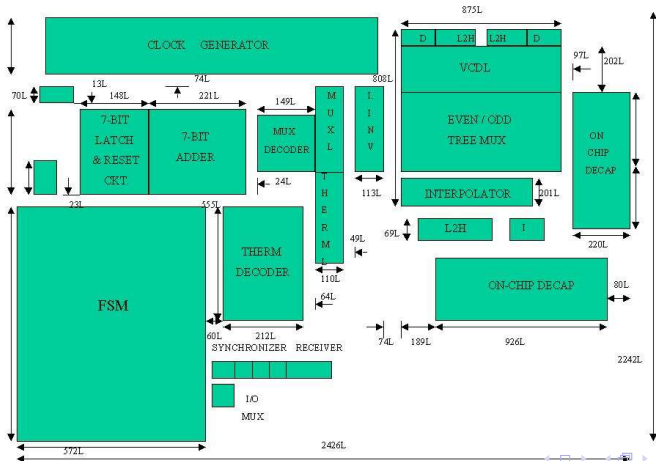 875L
CLOCK GENERATOR
D L2H L2H D
VCDL
97L
202L
70L
13L
148L
74L
221L
149L
808L
MUXL
IINV
7-BIT
LATCH
& RESET
CKT.
7-BIT
ADDER
MUX
DECODER
EVEN / ODD
TREE MUX
ON
CHIP
DECAP
THERML
24L
113L
INTERPOLATOR
201L
23L
555L
69L
L2H
I
220L
THERM
DECODER
49L
110L
64L
ON-CHIP DECAP
80L
FSM
60L
212L
74L
189L
926L
SYNCHRONIZER RECEIVER
2242L
I/O
MUX
572L
2426L